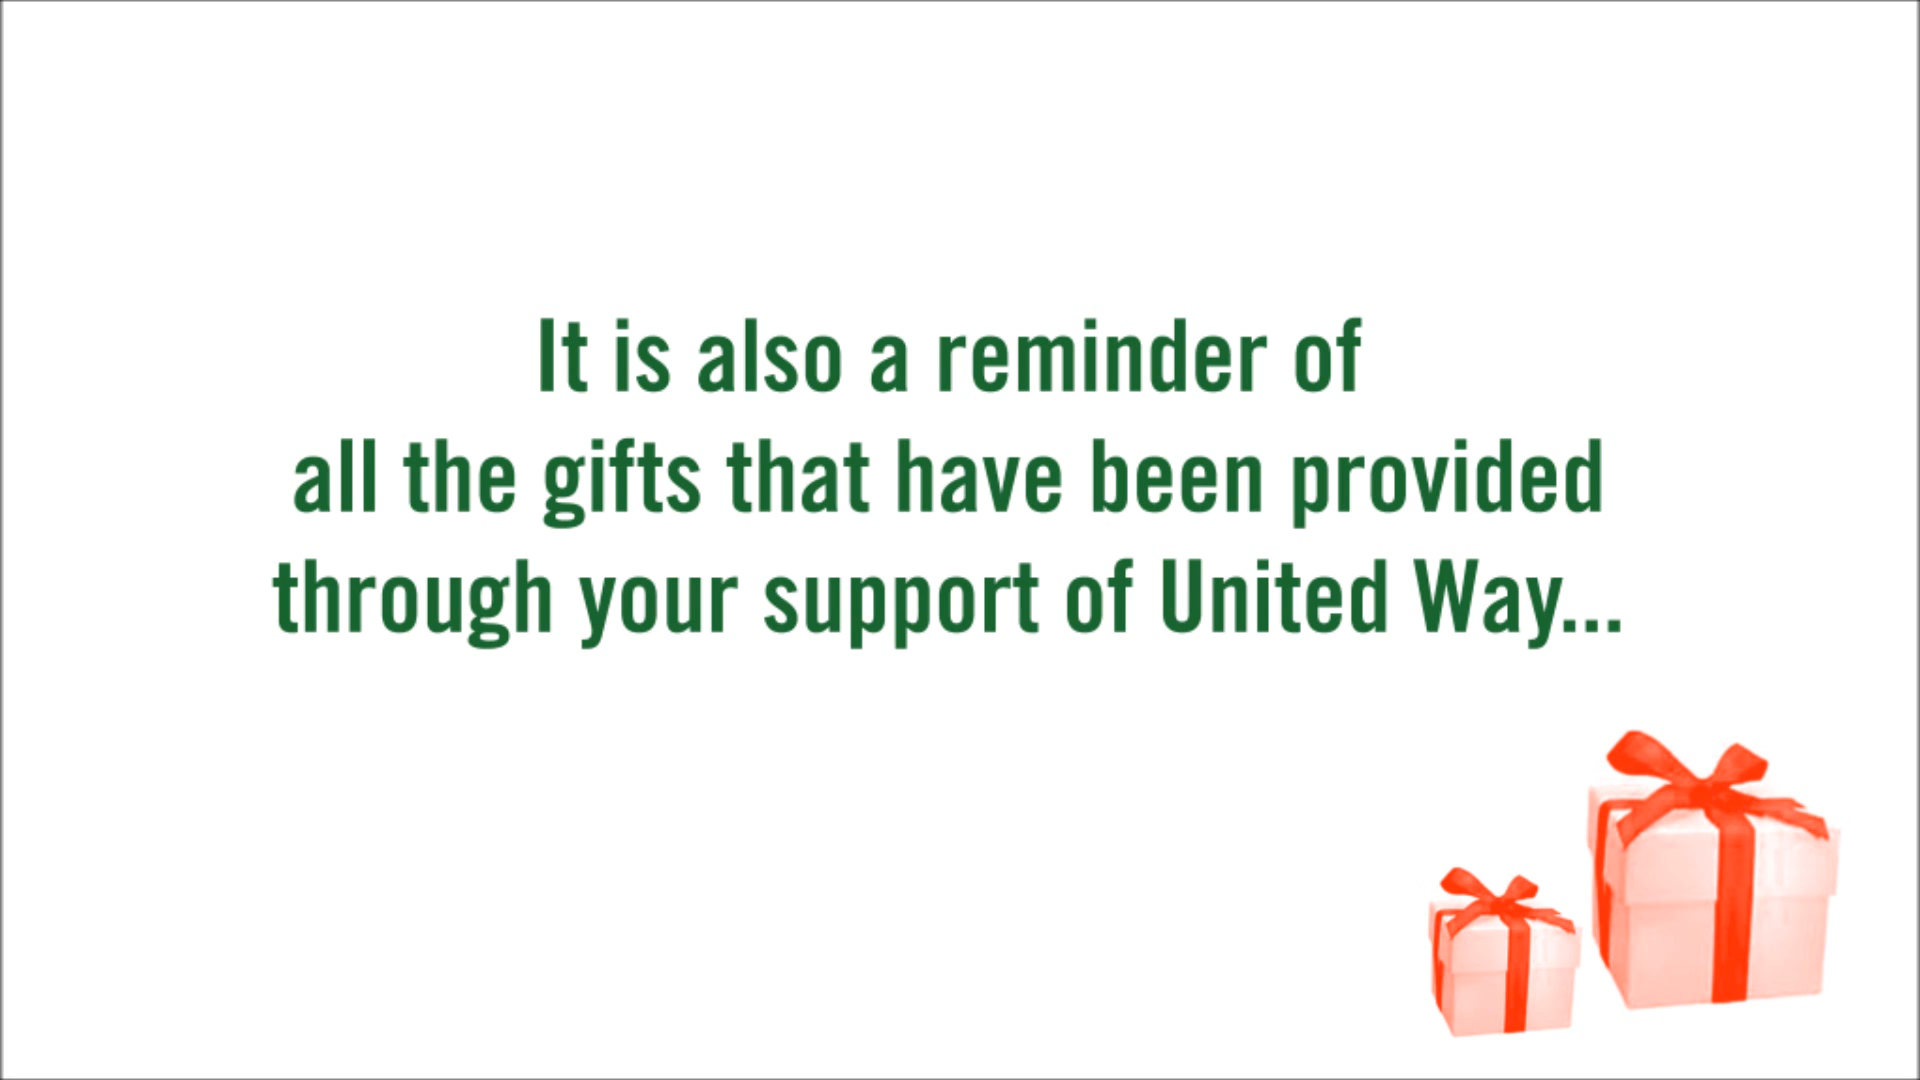 It is also a reminder of
all the gifts that have been provided
through your support of United Way...